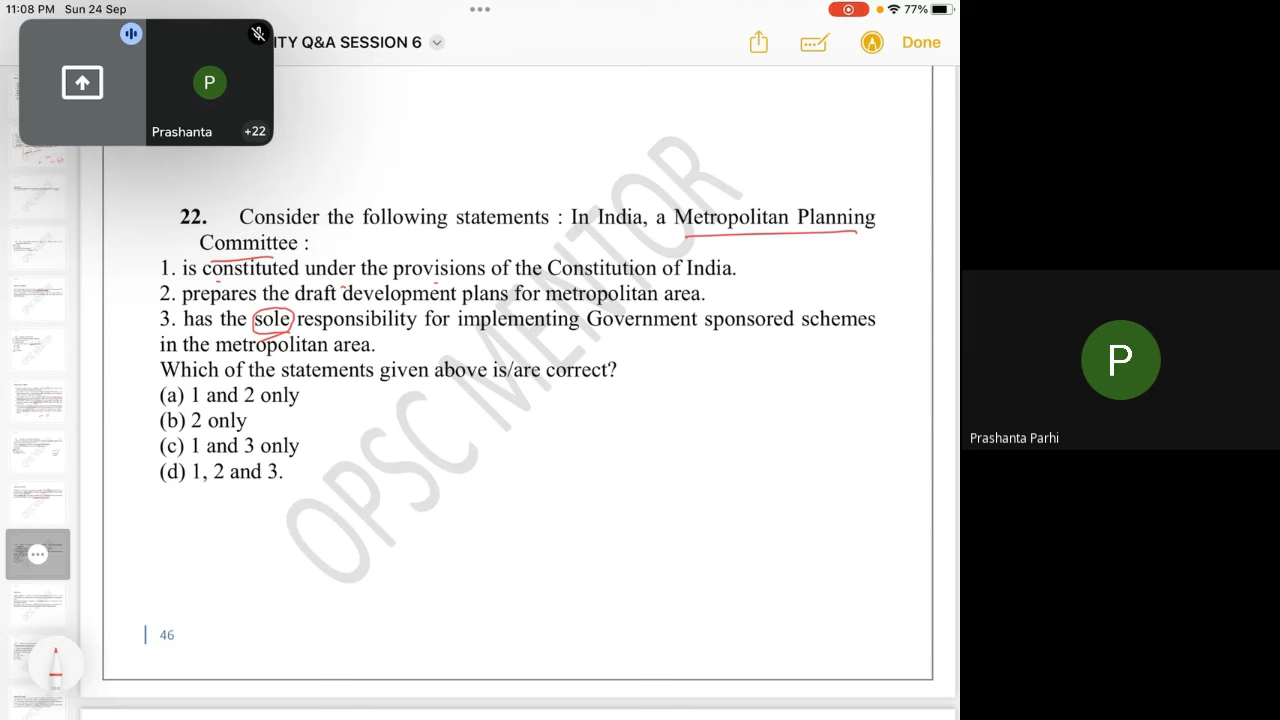 11:08 PM Sun 24 Sep
77%
ITY Q&A SESSION 6
Done
P
Prashanta
+22
22. Consider the following statements : In India, a Metropolitan Planning
Committee :
1. is constituted under the provisions of the Constitution of India.
2. prepares the draft development plans for metropolitan area.
3. has the sole responsibility for implementing Government sponsored schemes
in the metropolitan area.
Which of the statements given above is/are correct?
(a) 1 and 2 only
(b) 2 only
(c) 1 and 3 only
(d) 1, 2 and 3.
OPSC MENTOR
46
P
Prashanta Parhi